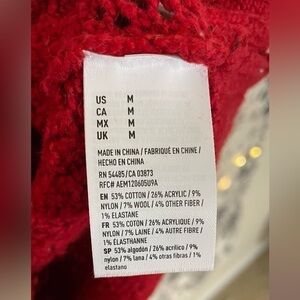 US M
CA M
MX M
UK M
MADE IN CHINA / FABRIQUÉ EN CHINE /
HECHO EN CHINA
RN 54485/CA 03873
RFC# AEM120605U9A
EN 53% COTTON / 26% ACRYLIC / 9%
NYLON / 7% WOOL / 4% OTHER FIBER /
1% ELASTANE
FR 53% COTON / 26% ACRYLIQUE / 9%
NYLON / 7% LAINE / 4% AUTRE FIBRE /
1% ÉLASTHANNE
SP 53% algodón / 26% acrílico / 9%
nylon / 7% lana / 4% otras fibras / 1%
elastano